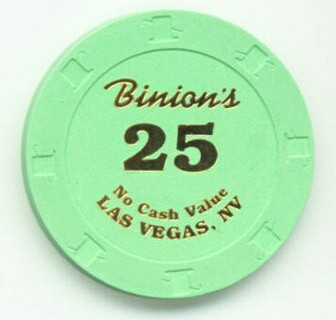 Binion's
25
No Cash Value
LAS VEGAS, NV